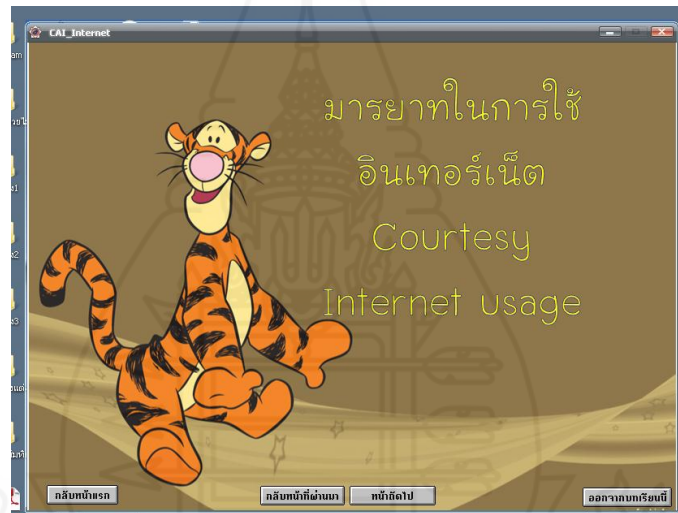 CAI_Internet
มารยาทในการใช้
อินเทอร์เน็ต
Courtesy
Internet usage
กลับหน้าแรก
กลับหน้าที่ผ่านมา
หน้าถัดไป
ออกจากบทเรียนนี้